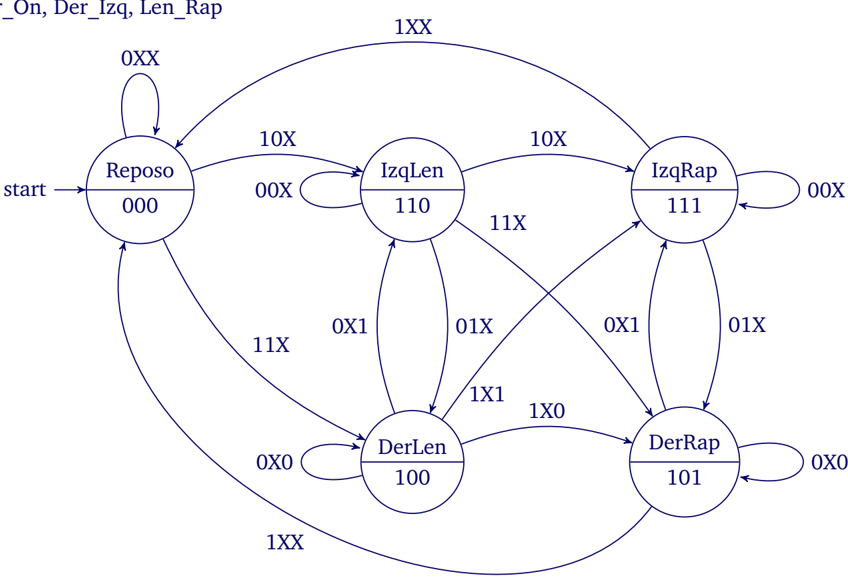 _On, Der_Izq, Len_Rap
1XX
0XX
10X
10X
Reposo
000
IzqLen
110
IzqRap
111
start
00X
00X
11X
0X1
01X
0X1
01X
11X
1X1
1X0
DerLen
100
DerRap
101
0X0
0X0
1XX